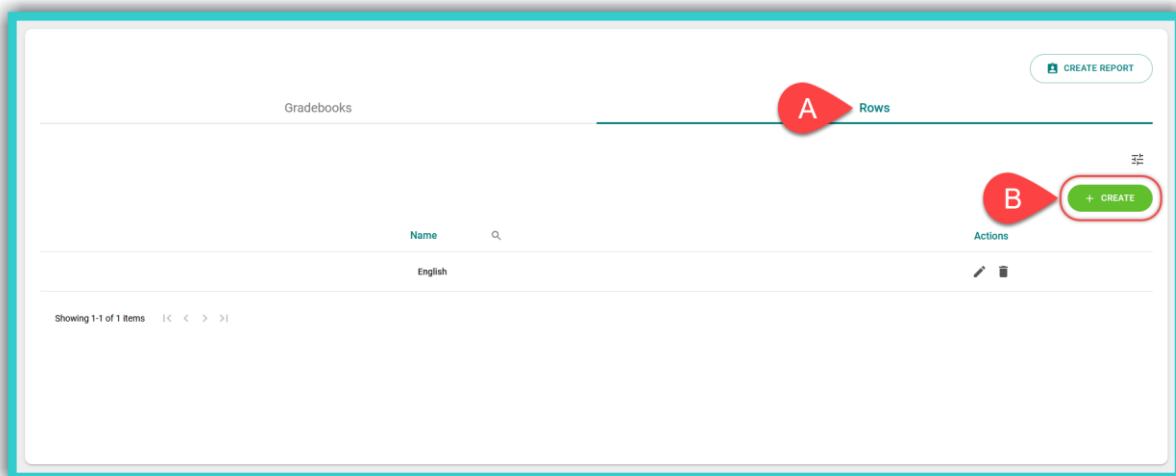 CREATE REPORT
Gradebooks
A
Rows
B
+ CREATE
Name
Actions
English
Showing 1-1 of 1 items |< < > >|